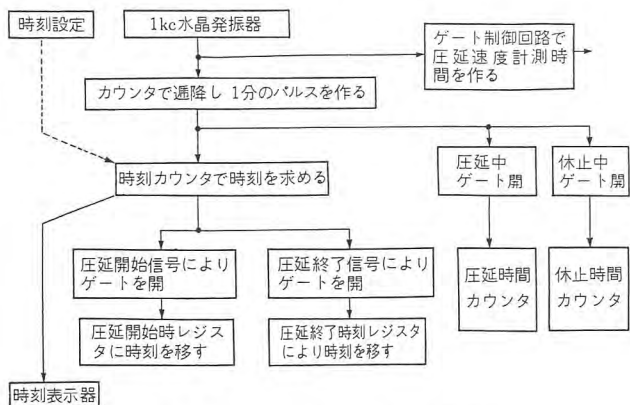 時刻設定
1kc水晶発振器
ゲート制御回路で
圧延速度計測時
間を作る
カウンタで逓降し 1分のパルスを作る
時刻カウンタで時刻を求める
圧延中
ゲート開
休止中
ゲート開
圧延開始信号により
ゲートを開
圧延終了信号により
ゲートを開
圧延時間
カウンタ
休止時間
カウンタ
圧延開始時レジス
タに時刻を移す
圧延終了時刻レジスタ
により時刻を移す
時刻表示器